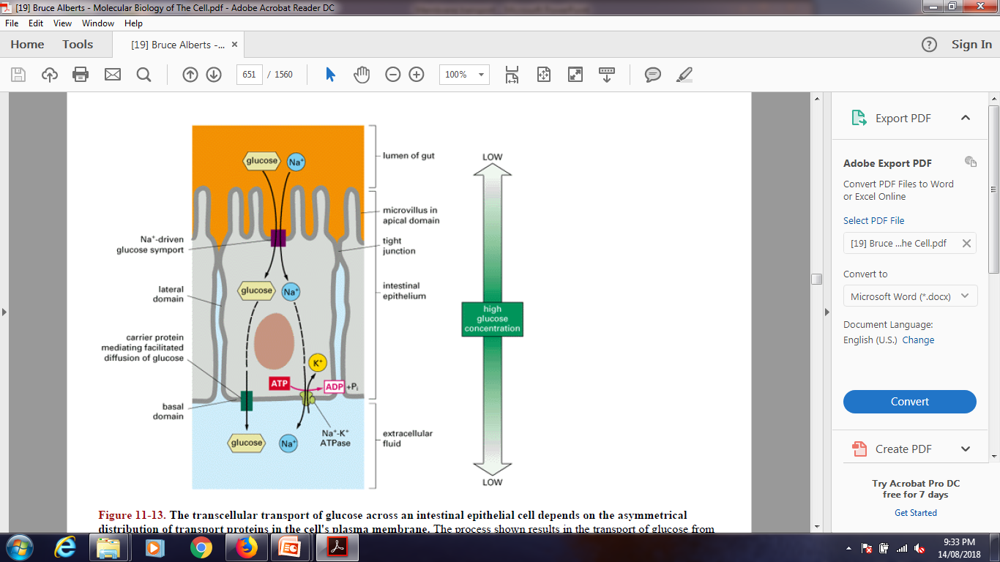 [19] Bruce Alberts - Molecular Biology of The Cell.pdf - Adobe Acrobat Reader DC
File Edit View Window Help
Home Tools [19] Bruce Alberts -... ×
Sign In
651 / 1560
100%
lumen of gut
glucose Na⁺
microvillus in
apical domain
Na⁺-driven
glucose symport
tight
junction
lateral
domain
glucose Na⁺
intestinal
epithelium
carrier protein
mediating facilitated
diffusion of glucose
K⁺
ATP ADP +Pᵢ
basal
domain
glucose Na⁺
Na⁺-K⁺
ATPase
extracellular
fluid
LOW
high
glucose
concentration
LOW
Figure 11-13. The transcellular transport of glucose across an intestinal epithelial cell depends on the asymmetrical
distribution of transport proteins in the cell's plasma membrane. The process shown results in the transport of glucose from
Export PDF
Adobe Export PDF
Convert PDF Files to Word
or Excel Online
Select PDF File
[19] Bruce ...he Cell.pdf
Convert to
Microsoft Word (*.docx)
Document Language:
English (U.S.) Change
Convert
Create PDF
Try Acrobat Pro DC
free for 7 days
Get Started
9:33 PM
14/08/2018